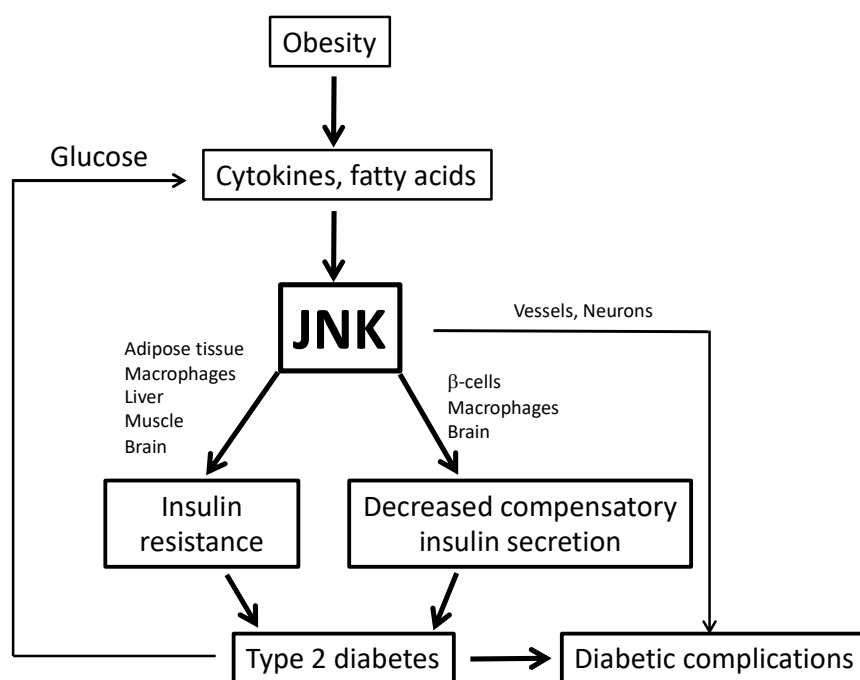 Obesity
Glucose
Cytokines, fatty acids
JNK
Vessels, Neurons
Adipose tissue
Macrophages
Liver
Muscle
Brain
β-cells
Macrophages
Brain
Insulin
resistance
Decreased compensatory
insulin secretion
Type 2 diabetes
Diabetic complications